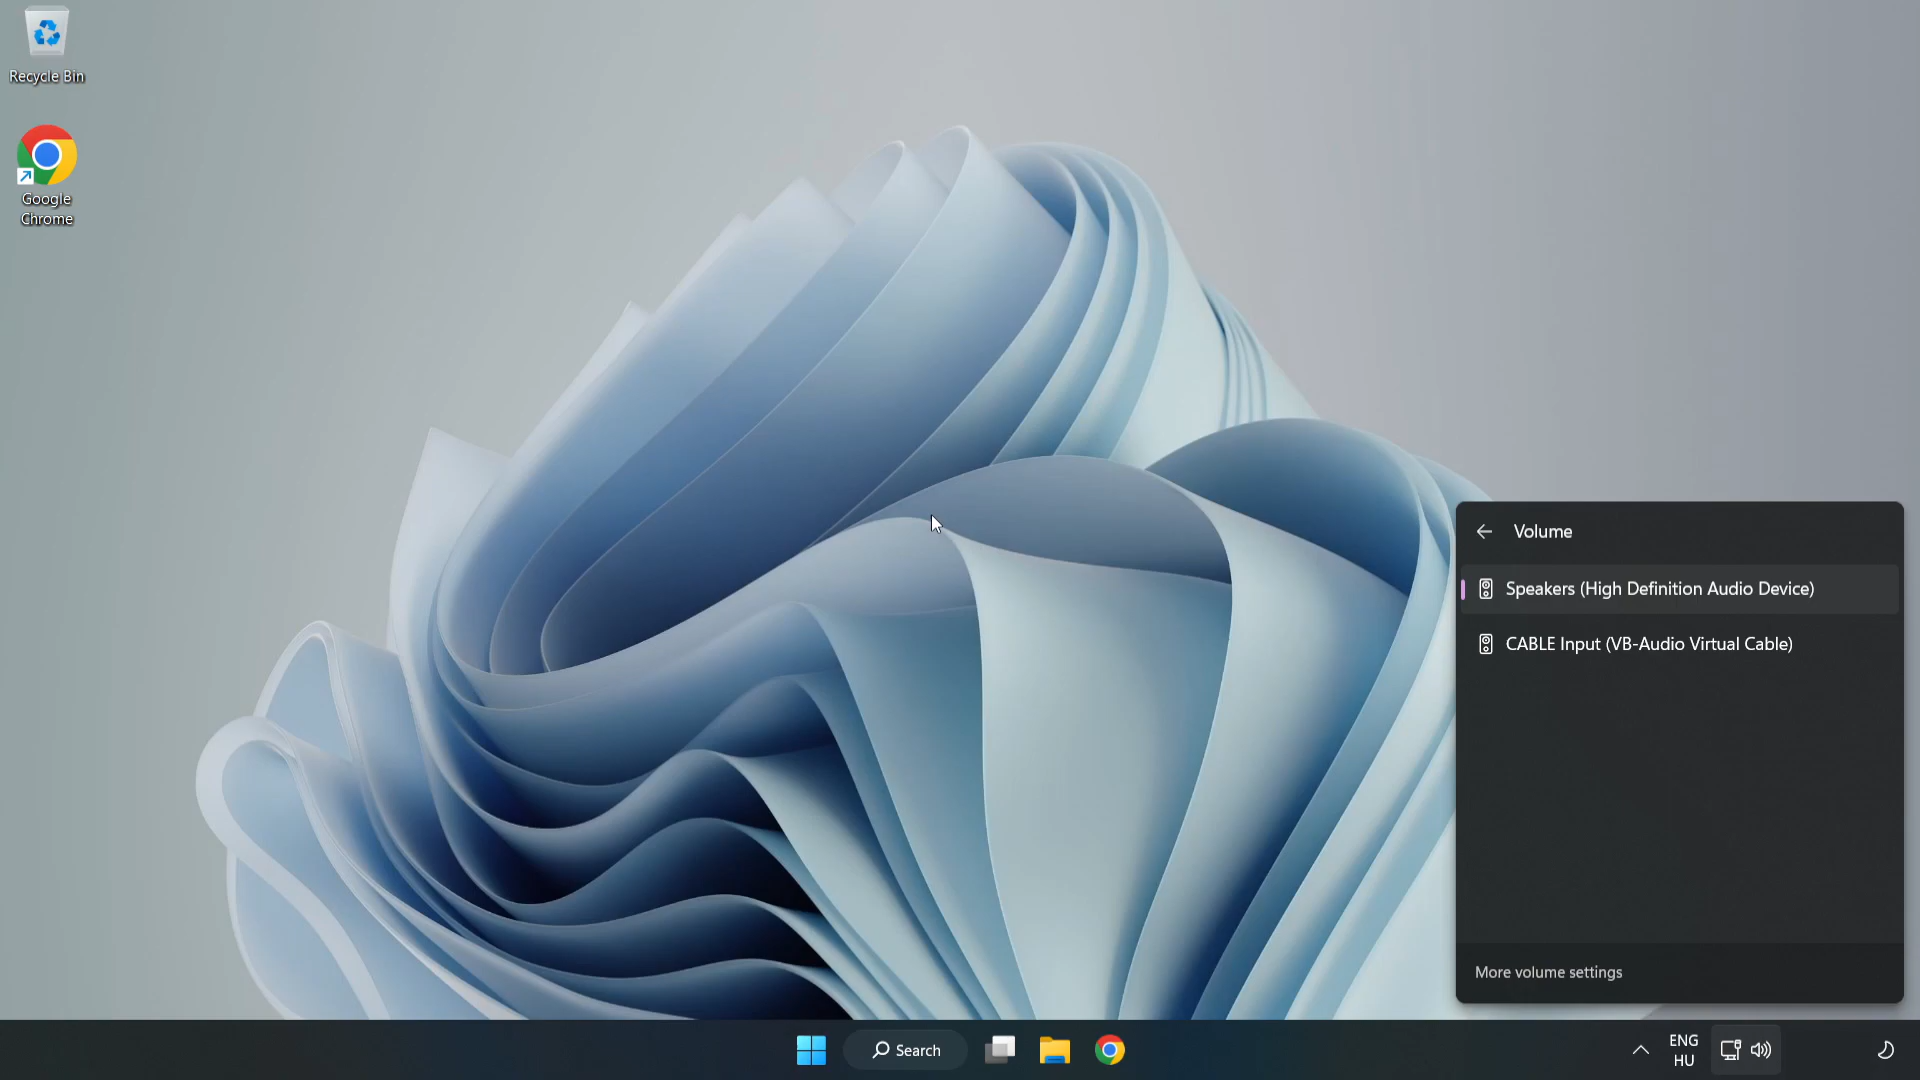 Recycle Bin
Google
Chrome
Volume
Speakers (High Definition Audio Device)
CABLE Input (VB-Audio Virtual Cable)
More volume settings
Search
ENG
HU